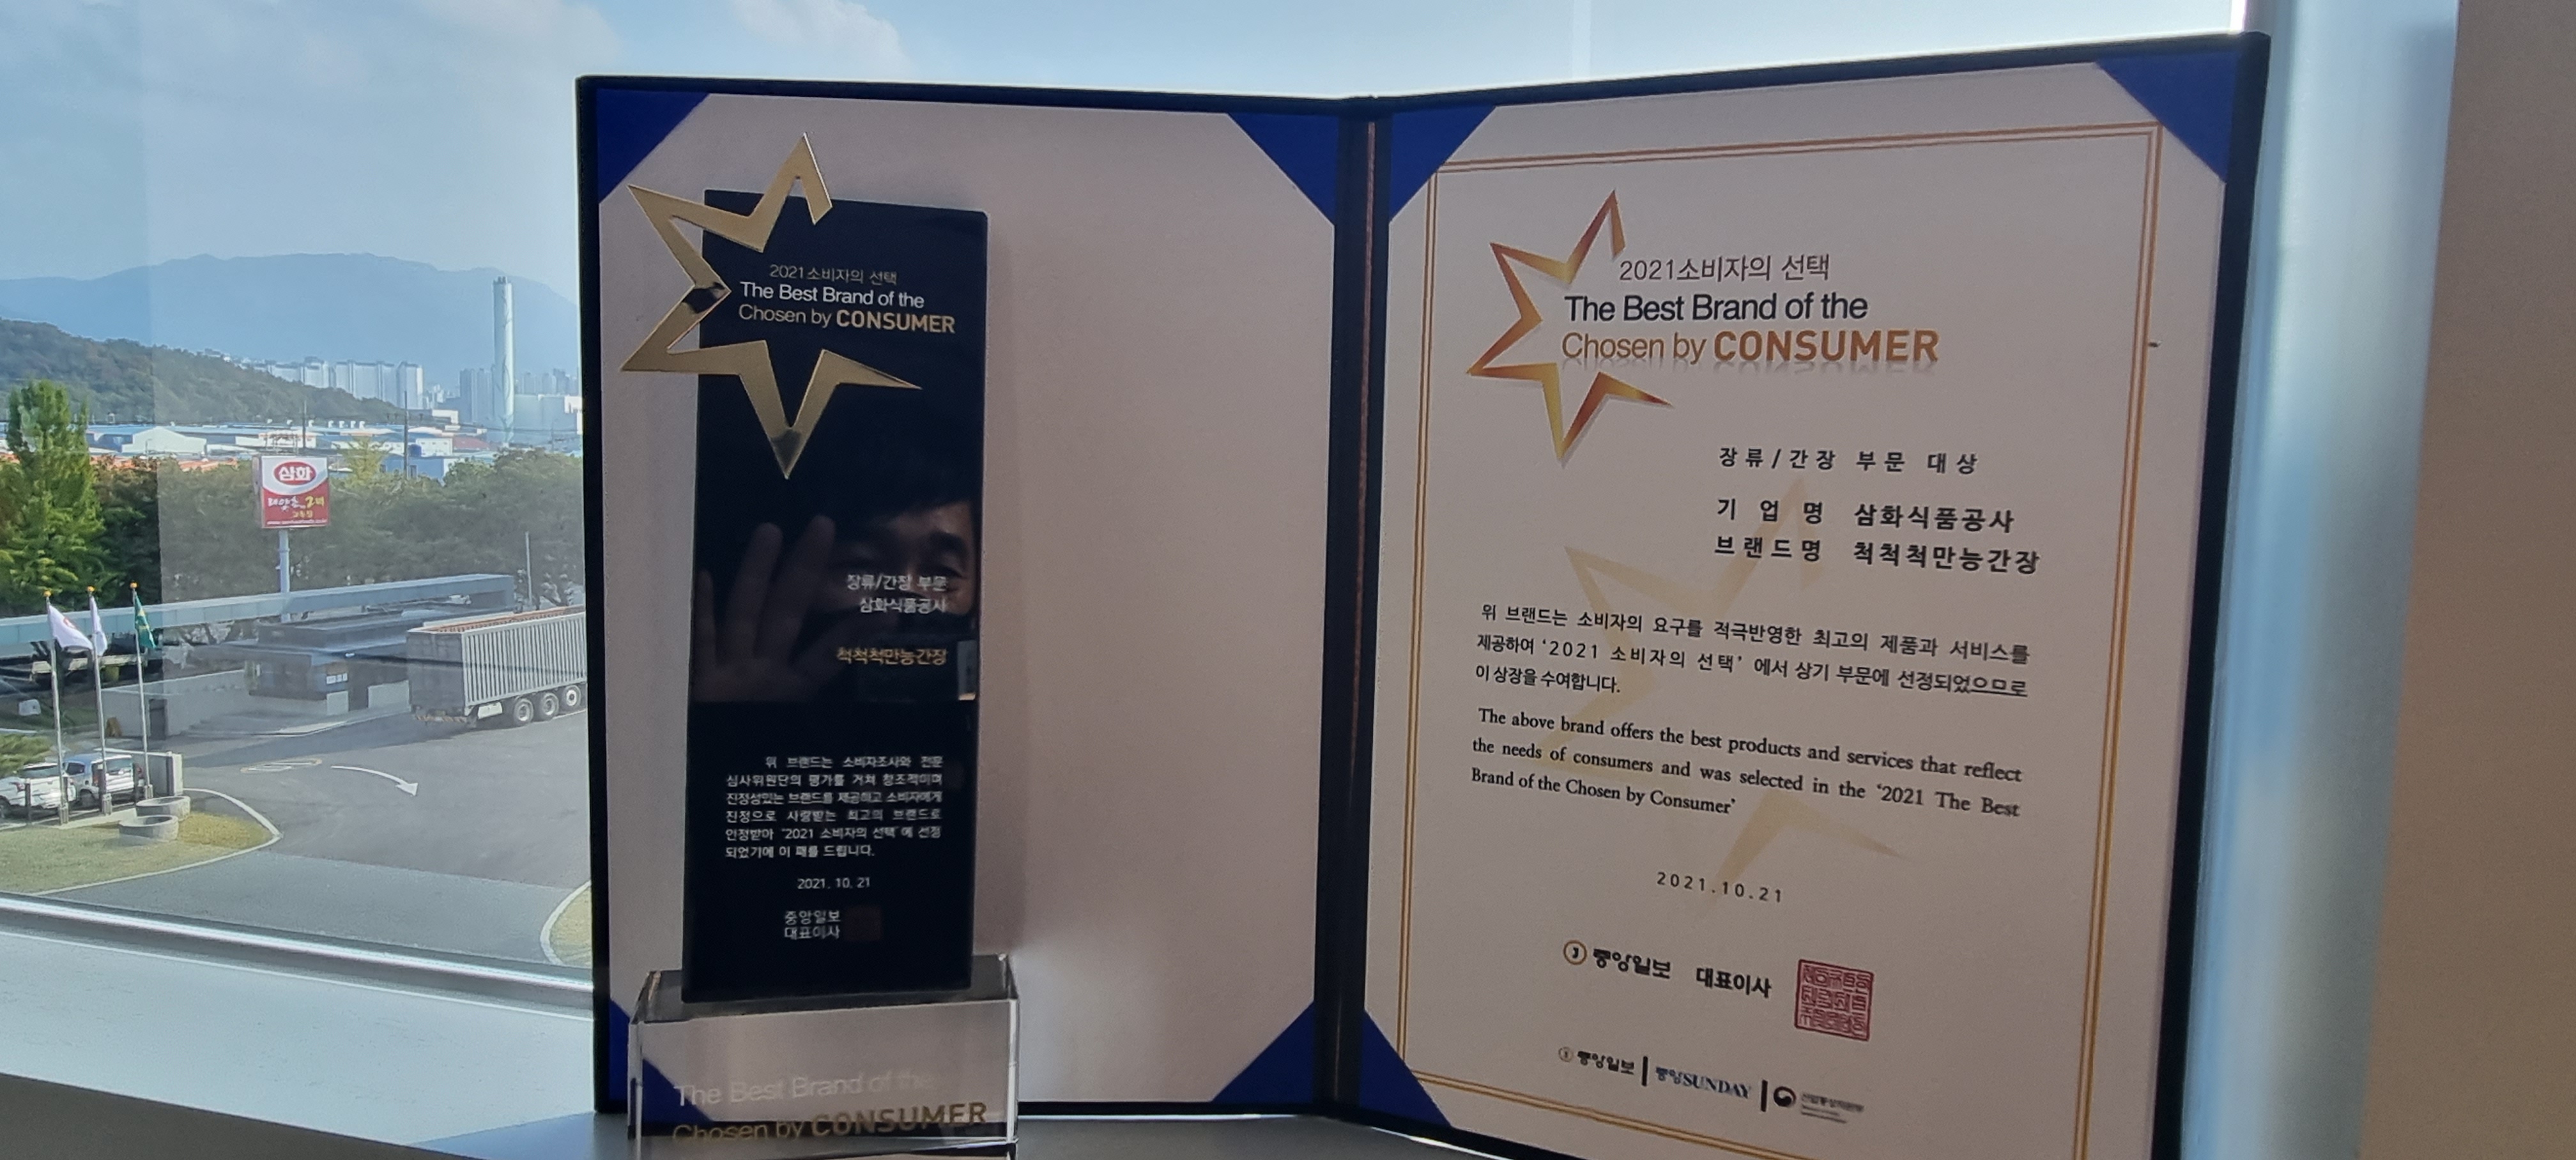 삼화
2021소비자의 선택
The Best Brand of the
Chosen by CONSUMER
장류/간장 부문
삼화식품공사
척척척만능간장
위 브랜드는 소비자조사와 전문
심사위원단의 평가를 거쳐 창조적이며
진정성있는 브랜드를 제공하고 소비자에게
진정으로 사랑받는 최고의 브랜드로
인정받아 '2021 소비자의 선택'에 선정
되었기에 이 패를 드립니다.
2021. 10. 21
중앙일보
대표이사
The Best Brand of the
Chosen by CONSUMER
2021소비자의 선택
The Best Brand of the
Chosen by CONSUMER
장류/간장 부문 대상
기업명 삼화식품공사
브랜드명 척척척만능간장
위 브랜드는 소비자의 요구를 적극반영한 최고의 제품과 서비스를
제공하여 '2021 소비자의 선택' 에서 상기 부문에 선정되었으므로
이 상장을 수여합니다.
The above brand offers the best products and services that reflect
the needs of consumers and was selected in the '2021 The Best
Brand of the Chosen by Consumer'
2021.10.21
중앙일보 대표이사
중앙일보 중앙SUNDAY 산업통상자원부